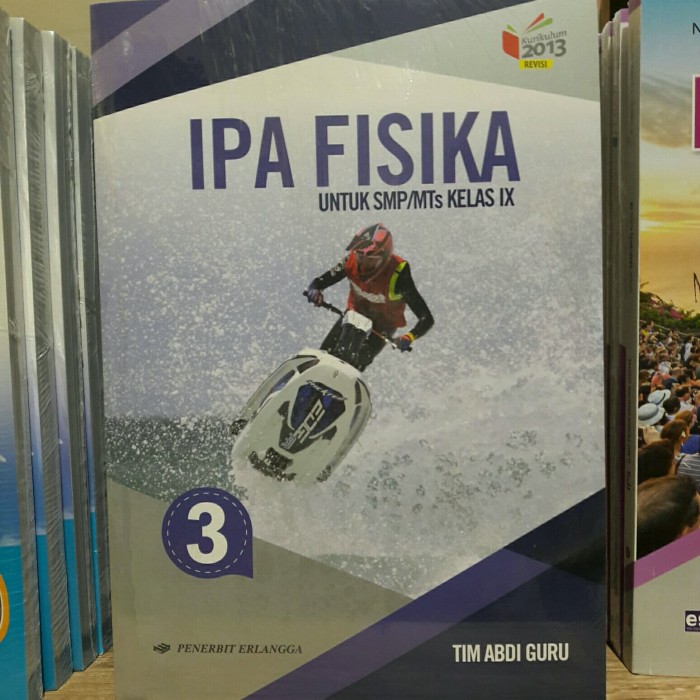 Kurikulum
2013
REVISI
IPA FISIKA
UNTUK SMP/MTs KELAS IX
3
PENERBIT ERLANGGA
TIM ABDI GURU